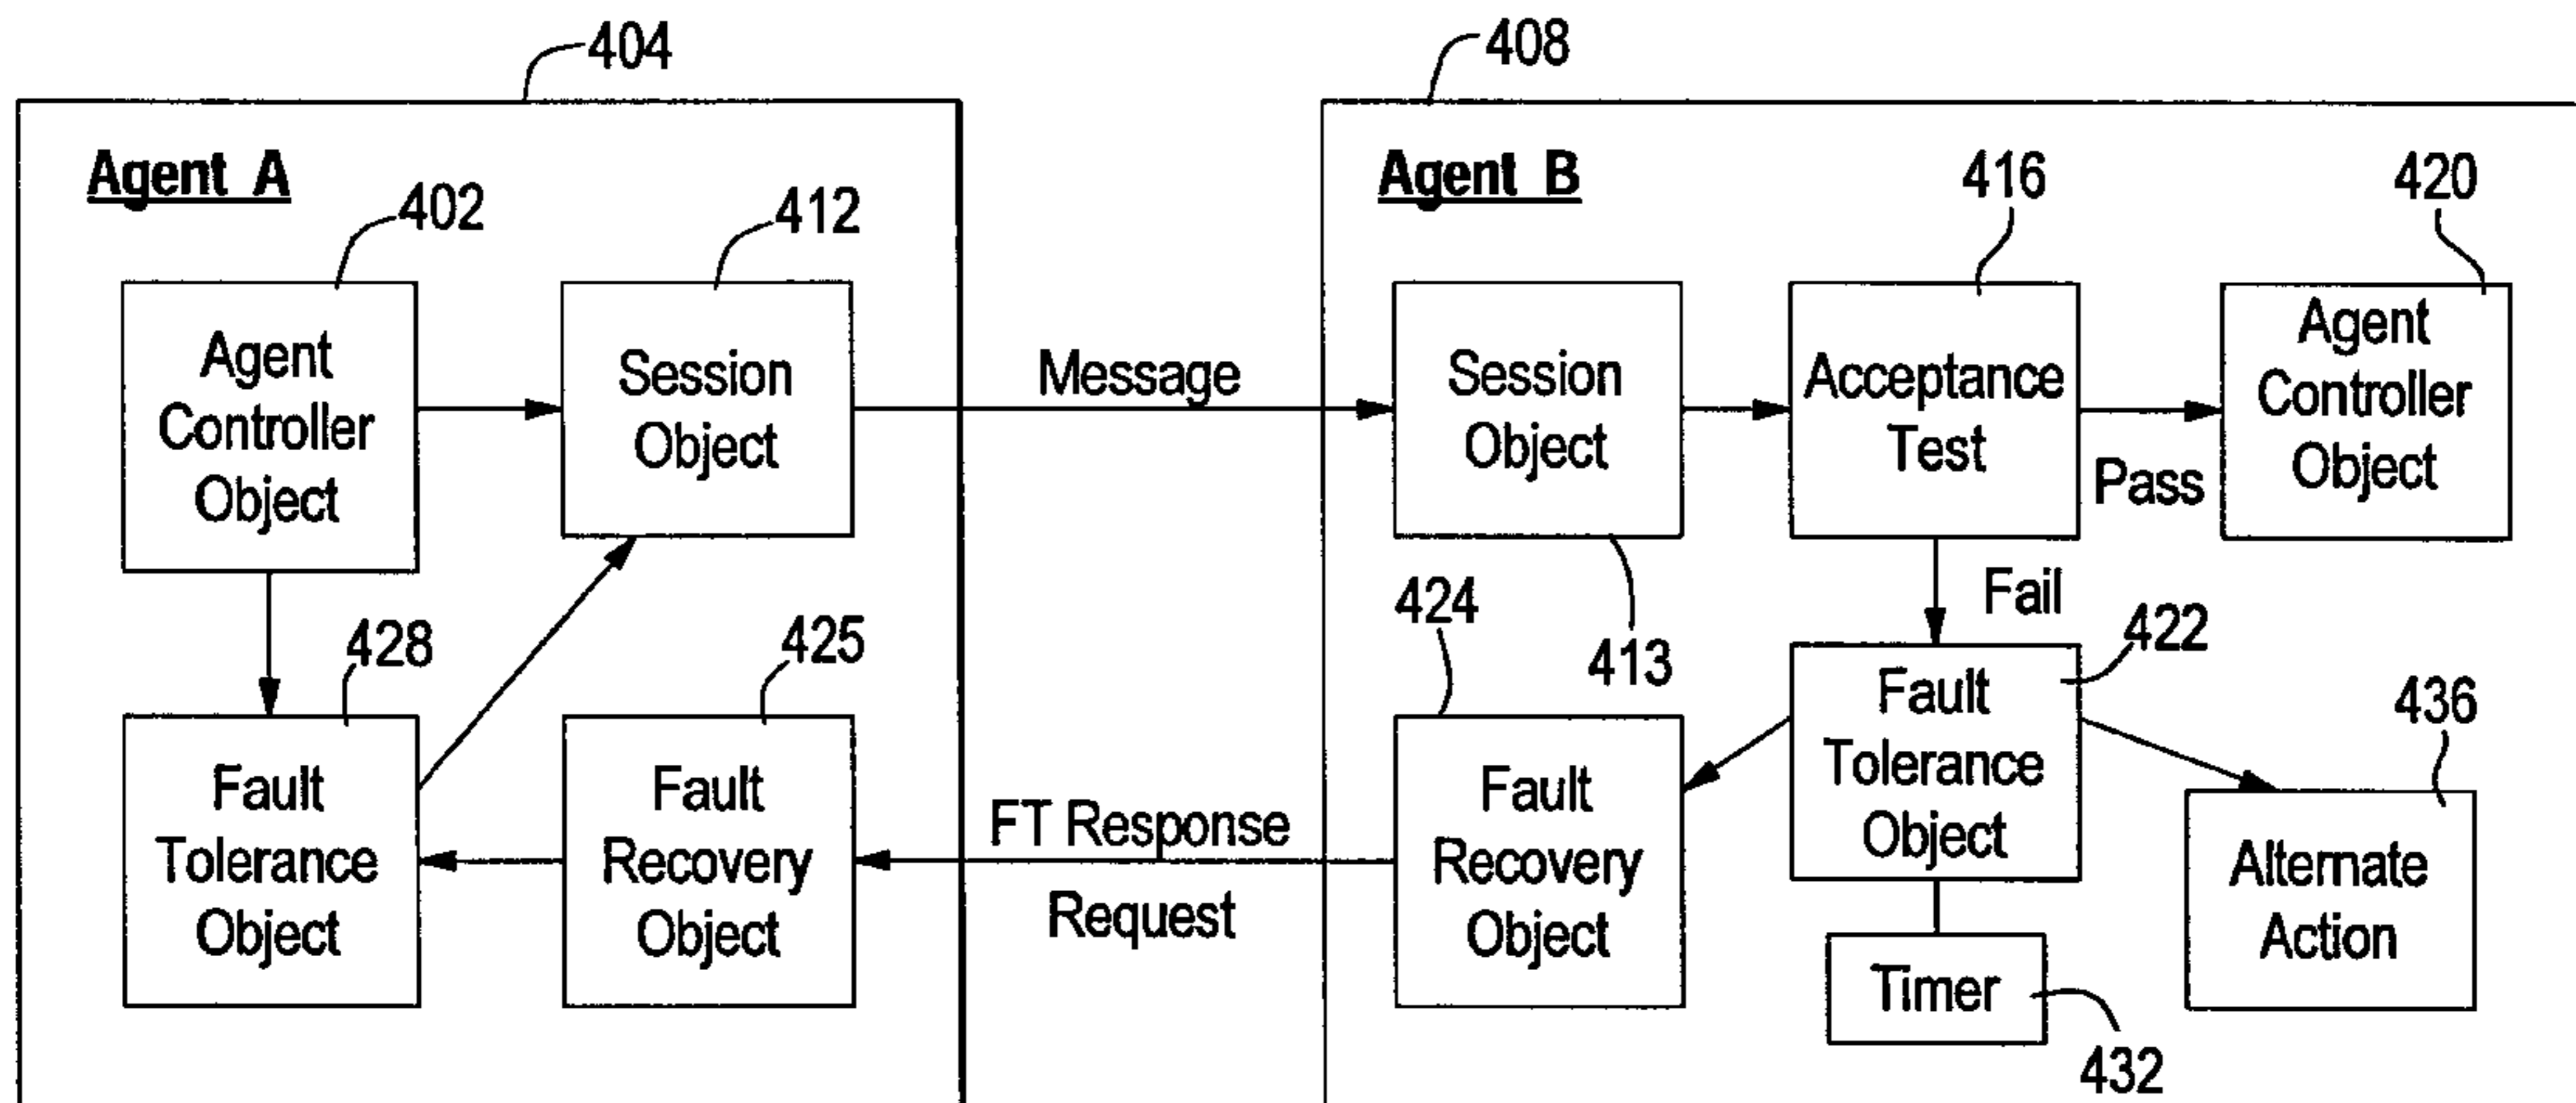 404
408
Agent A
Agent B
402
412
416
420
Agent
Controller
Object
Session
Object
Message
Session
Object
Acceptance
Test
Pass
Agent
Controller
Object
Fail
413
428
425
424
422
436
Fault
Tolerance
Object
Fault
Recovery
Object
FT Response
Request
Fault
Recovery
Object
Fault
Tolerance
Object
Timer
432
Alternate
Action